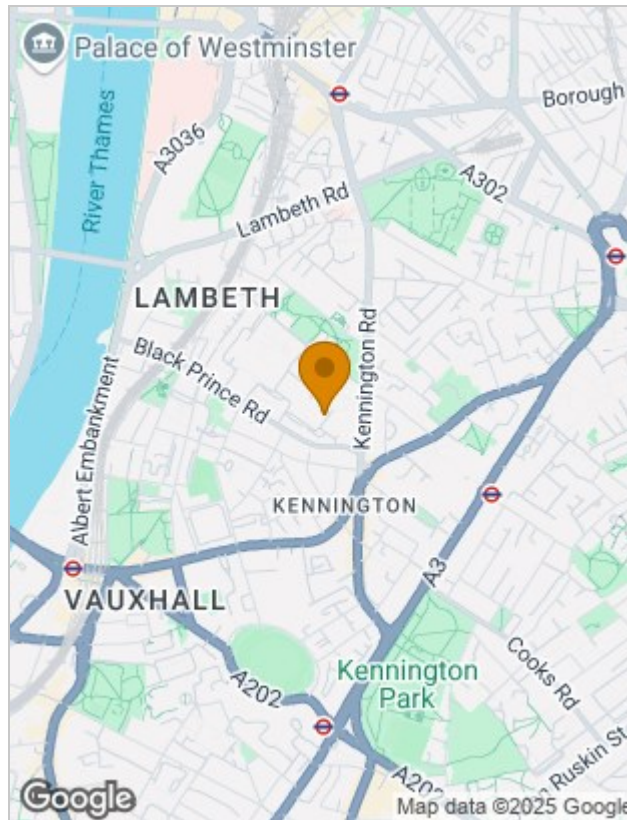 Palace of Westminster
Borough
A3036
River Thames
A302
Lambeth Rd
LAMBETH
Kennington Rd
Black Prince Rd
Albert Embankment
KENNINGTON
A3
VAUXHALL
Cooks Rd
Kennington
Park
A202
Ruskin St
A202
Google
Map data ©2025 Google